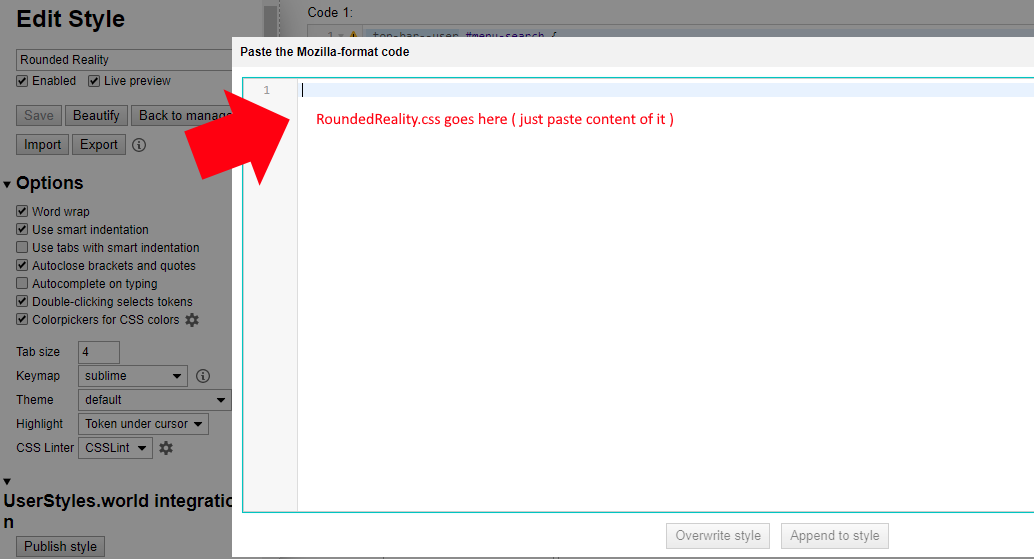 Edit Style
Code 1:
Rounded Reality
Enabled Live preview
Save Beautify Back to manage
Import Export
Options
Word wrap
Use smart indentation
Use tabs with smart indentation
Autoclose brackets and quotes
Autocomplete on typing
Double-clicking selects tokens
Colorpickers for CSS colors
Tab size 4
Keymap sublime
Theme default
Highlight Token under cursor
CSS Linter CSSLint
UserStyles.world integratio
n
Publish style
Paste the Mozilla-format code
1
RoundedReality.css goes here ( just paste content of it )
Overwrite style Append to style